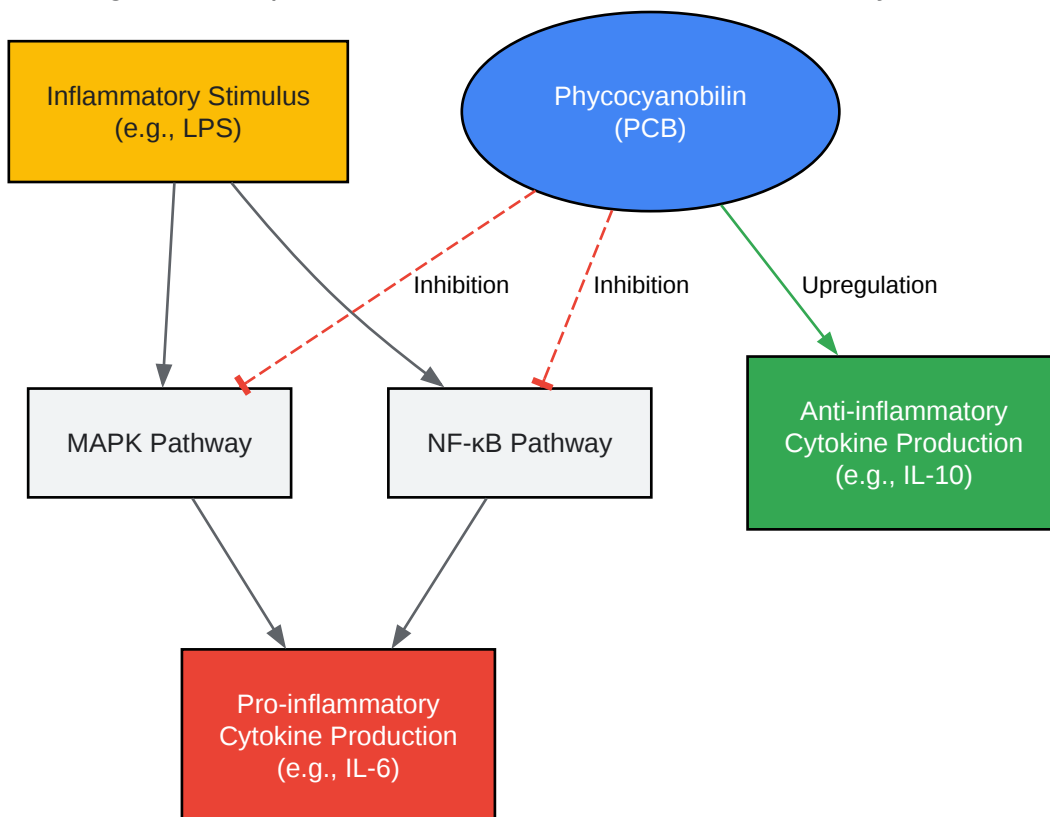 Inflammatory Stimulus
(e.g., LPS)
Phycocyanobilin
(PCB)
Inhibition
Inhibition
Upregulation
MAPK Pathway
NF-κB Pathway
Anti-inflammatory
Cytokine Production
(e.g., IL-10)
Pro-inflammatory
Cytokine Production
(e.g., IL-6)